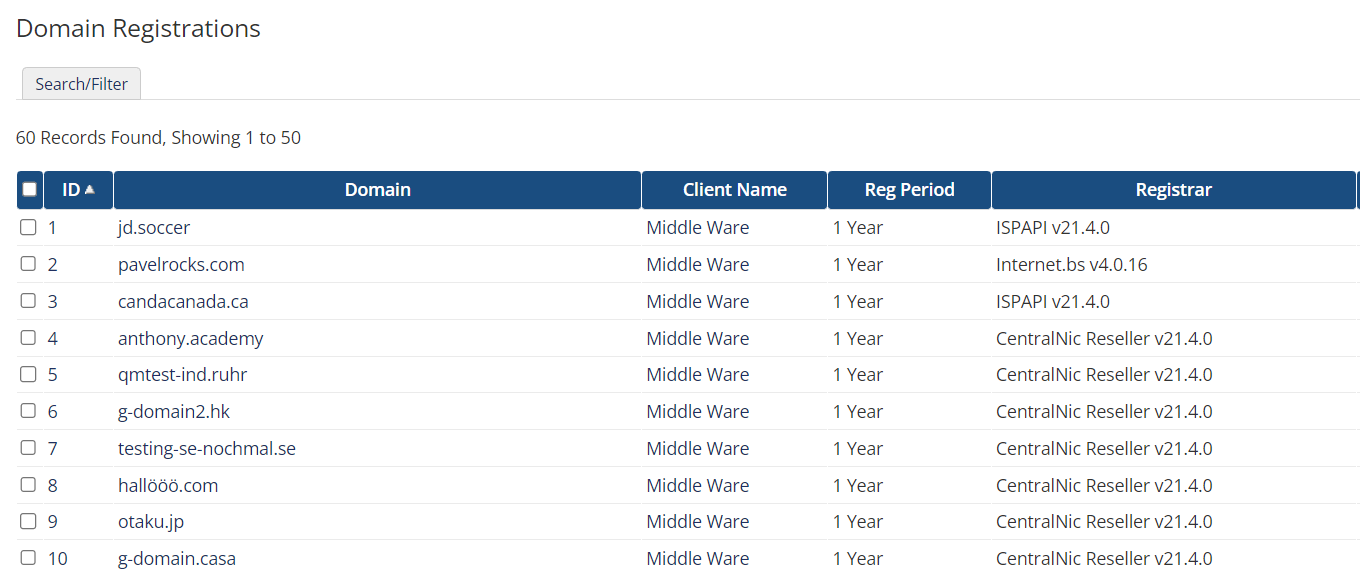 Domain Registrations
Search/Filter
60 Records Found, Showing 1 to 50
ID Domain Client Name Reg Period Registrar
1 jd.soccer Middle Ware 1 Year ISPAPI v21.4.0
2 pavelrocks.com Middle Ware 1 Year Internet.bs v4.0.16
3 candacanada.ca Middle Ware 1 Year ISPAPI v21.4.0
4 anthony.academy Middle Ware 1 Year CentralNic Reseller v21.4.0
5 qmtest-ind.ruhr Middle Ware 1 Year CentralNic Reseller v21.4.0
6 g-domain2.hk Middle Ware 1 Year CentralNic Reseller v21.4.0
7 testing-se-nochmal.se Middle Ware 1 Year CentralNic Reseller v21.4.0
8 hallööö.com Middle Ware 1 Year CentralNic Reseller v21.4.0
9 otaku.jp Middle Ware 1 Year CentralNic Reseller v21.4.0
10 g-domain.casa Middle Ware 1 Year CentralNic Reseller v21.4.0